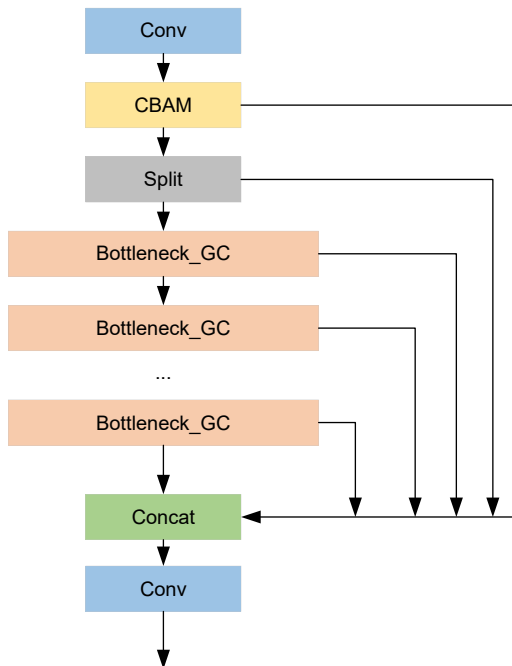 Conv
CBAM
Split
Bottleneck_GC
Bottleneck_GC
...
Bottleneck_GC
Concat
Conv